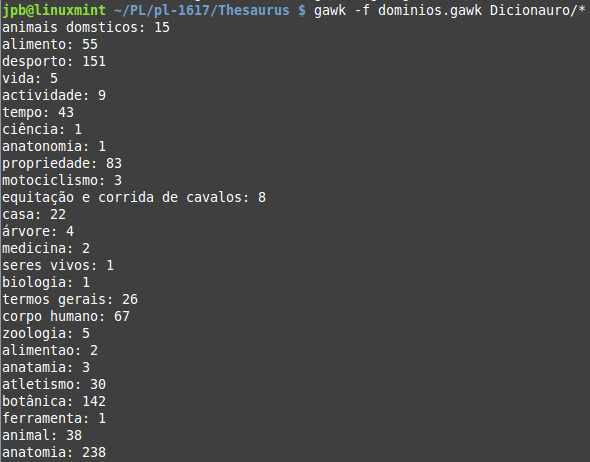 jpb@linuxmint ~/PL/pl-1617/Thesaurus $ gawk -f dominios.gawk Dicionauro/*
animais domsticos: 15
alimento: 55
desporto: 151
vida: 5
actividade: 9
tempo: 43
ciência: 1
anatonomia: 1
propriedade: 83
motociclismo: 3
equitação e corrida de cavalos: 8
casa: 22
árvore: 4
medicina: 2
seres vivos: 1
biologia: 1
termos gerais: 26
corpo humano: 67
zoologia: 5
alimentao: 2
anatamia: 3
atletismo: 30
botânica: 142
ferramenta: 1
animal: 38
anatomia: 238